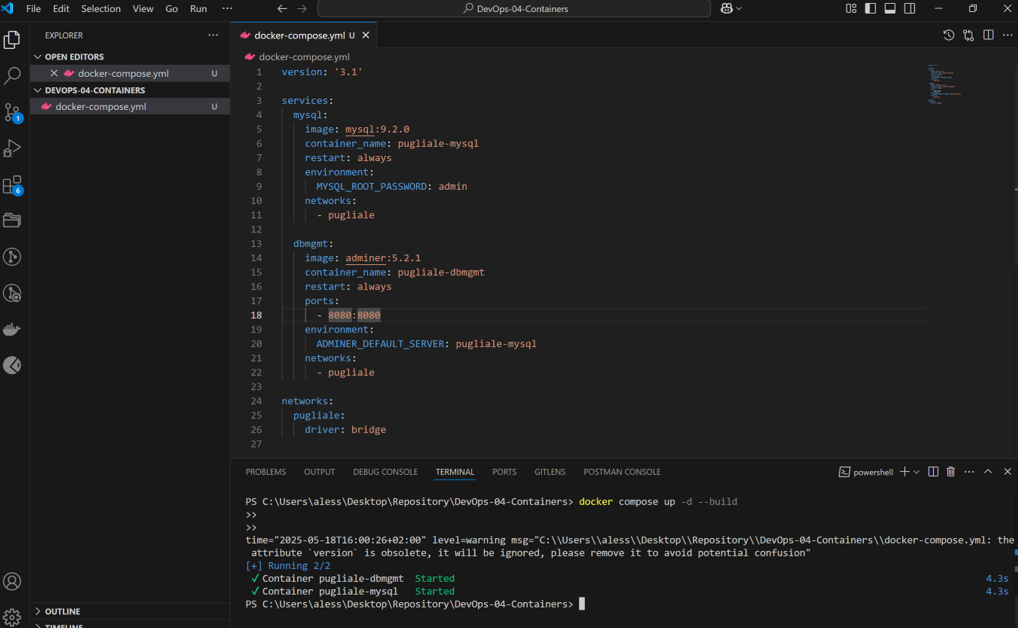 File Edit Selection View Go Run ··· DevOps-04-Containers
EXPLORER ···
OPEN EDITORS
docker-compose.yml U
DEVOPS-04-CONTAINERS
docker-compose.yml U
1
6
OUTLINE
TIMELINE
docker-compose.yml U
docker-compose.yml
1 version: '3.1'
2
3 services:
4 mysql:
5 image: mysql:9.2.0
6 container_name: pugliale-mysql
7 restart: always
8 environment:
9 MYSQL_ROOT_PASSWORD: admin
10 networks:
11 - pugliale
12
13 dbmgmt:
14 image: adminer:5.2.1
15 container_name: pugliale-dbmgmt
16 restart: always
17 ports:
18 - 8080:8080
19 environment:
20 ADMINER_DEFAULT_SERVER: pugliale-mysql
21 networks:
22 - pugliale
23
24 networks:
25 pugliale:
26 driver: bridge
27
PROBLEMS OUTPUT DEBUG CONSOLE TERMINAL PORTS GITLENS POSTMAN CONSOLE powershell
PS C:\Users\aless\Desktop\Repository\DevOps-04-Containers> docker compose up -d --build
>>
>>
time="2025-05-18T16:00:26+02:00" level=warning msg="C:\\Users\\aless\\Desktop\\Repository\\DevOps-04-Containers\\docker-compose.yml: the
attribute `version` is obsolete, it will be ignored, please remove it to avoid potential confusion"
[+] Running 2/2
✓ Container pugliale-dbmgmt Started 4.3s
✓ Container pugliale-mysql Started 4.3s
PS C:\Users\aless\Desktop\Repository\DevOps-04-Containers>